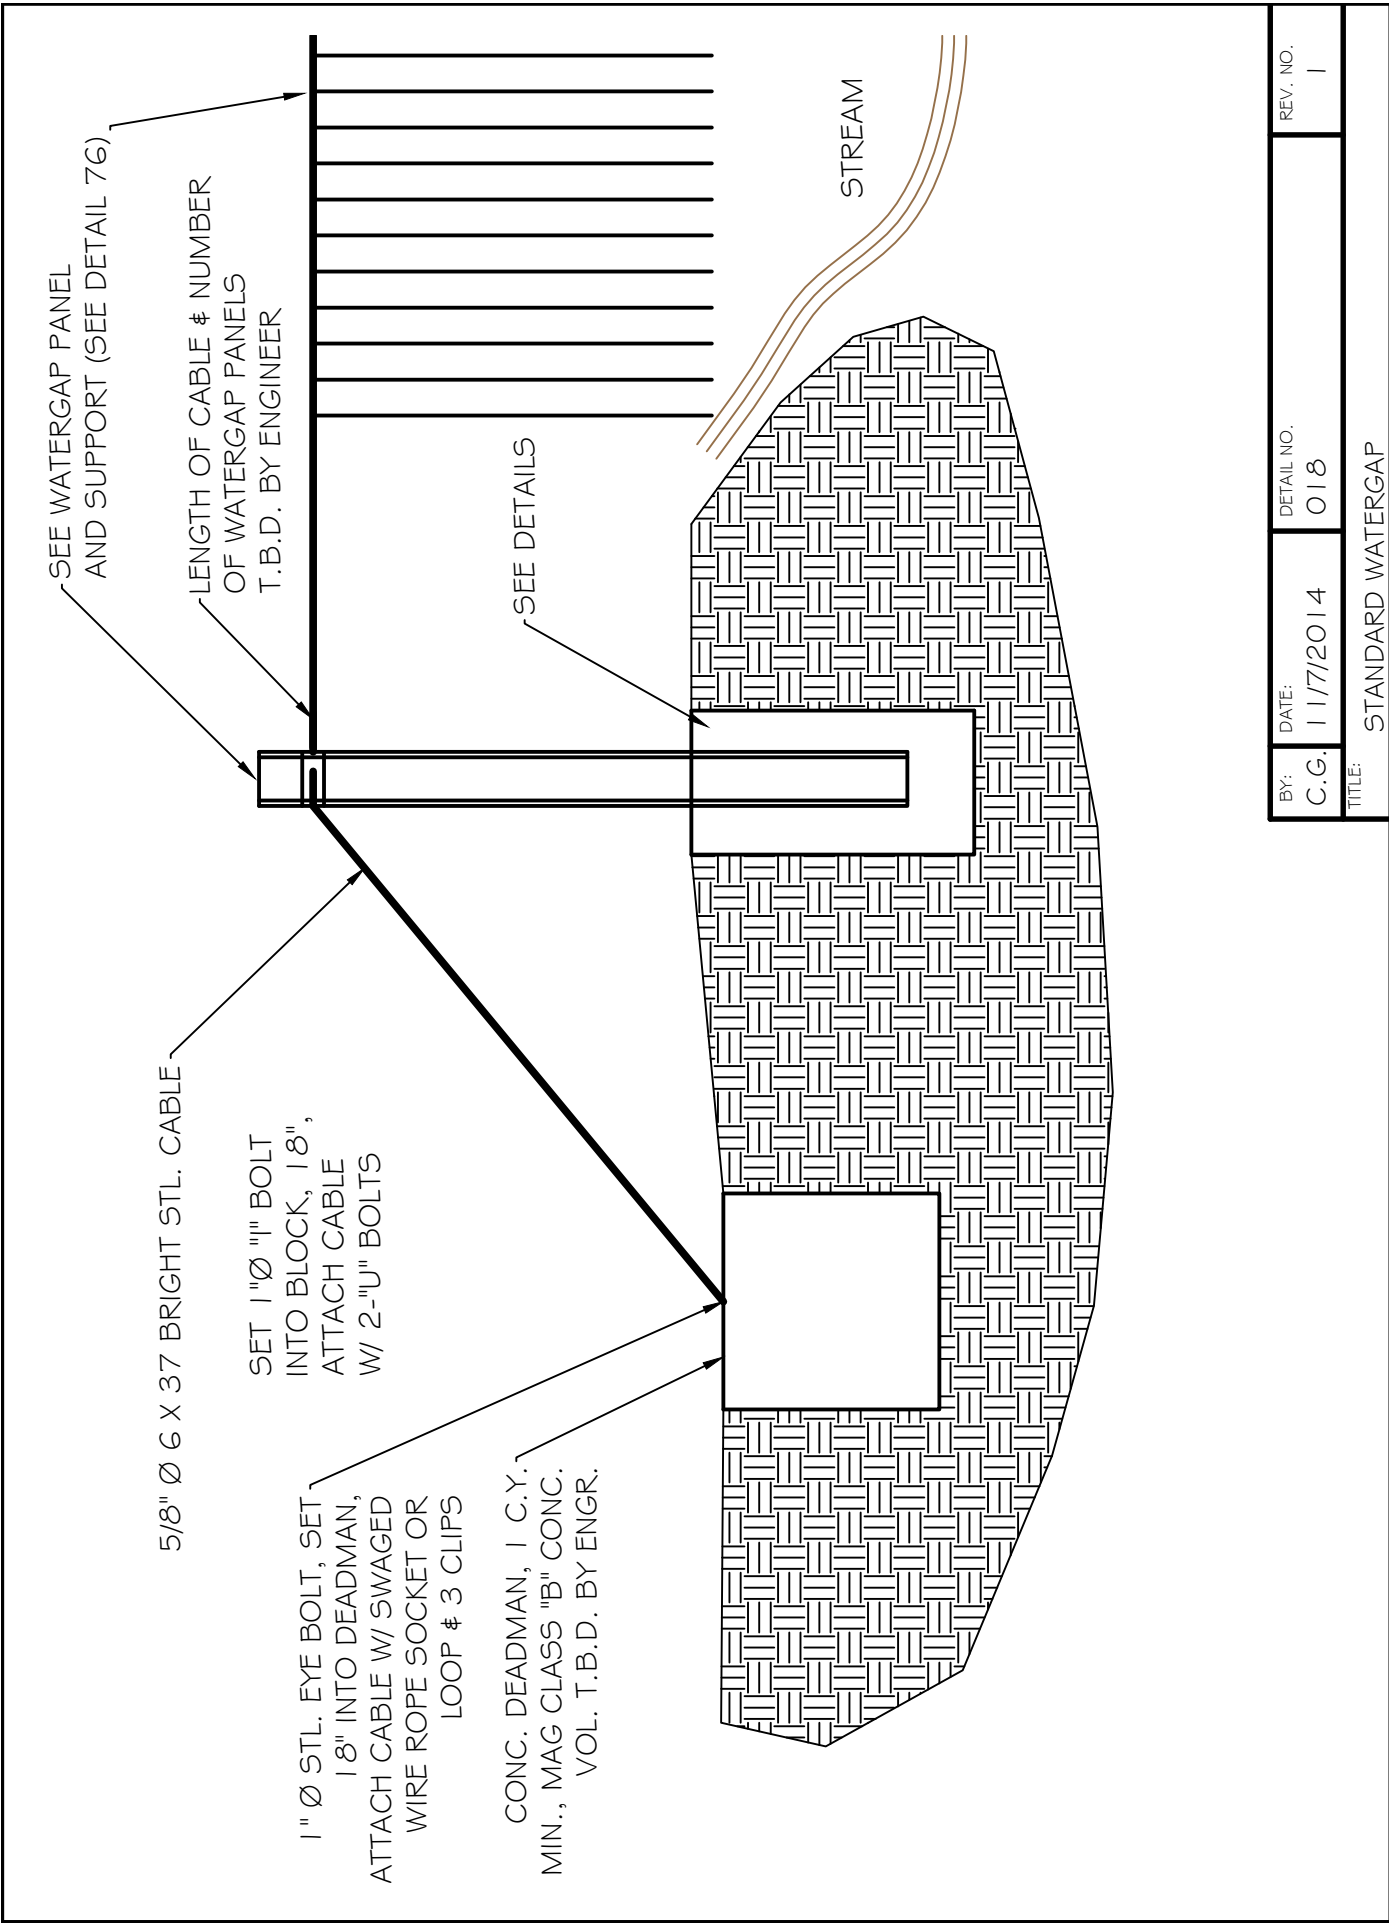 5/8" Ø 6 X 37 BRIGHT STL. CABLE
SEE WATERGAP PANEL
AND SUPPORT (SEE DETAIL 76)
LENGTH OF CABLE & NUMBER
OF WATERGAP PANELS
T.B.D. BY ENGINEER
SET 1"Ø "I" BOLT
INTO BLOCK, 18",
ATTACH CABLE
W/ 2-"U" BOLTS
1" Ø STL. EYE BOLT, SET
18" INTO DEADMAN,
ATTACH CABLE W/ SWAGED
WIRE ROPE SOCKET OR
LOOP & 3 CLIPS
CONC. DEADMAN, 1 C.Y.
MIN., MAG CLASS "B" CONC.
VOL. T.B.D. BY ENGR.
SEE DETAILS
STREAM
BY:
C.G.
DATE:
11/7/2014
DETAIL NO.
018
REV. NO.
1
TITLE:
STANDARD WATERGAP